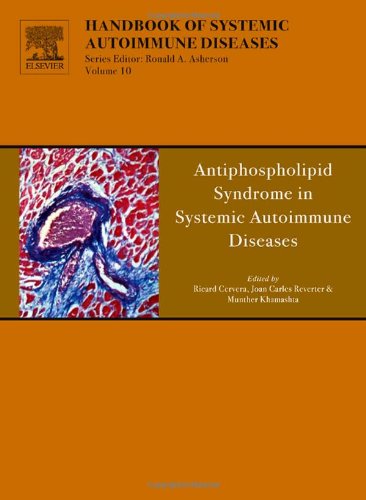 HANDBOOK OF SYSTEMIC
AUTOIMMUNE DISEASES
Series Editor: Ronald A. Asherson
Volume 10
ELSEVIER
Antiphospholipid
Syndrome in
Systemic Autoimmune
Diseases
Edited by
Ricard Cervera, Joan Carles Reverter &
Munther Khamashta